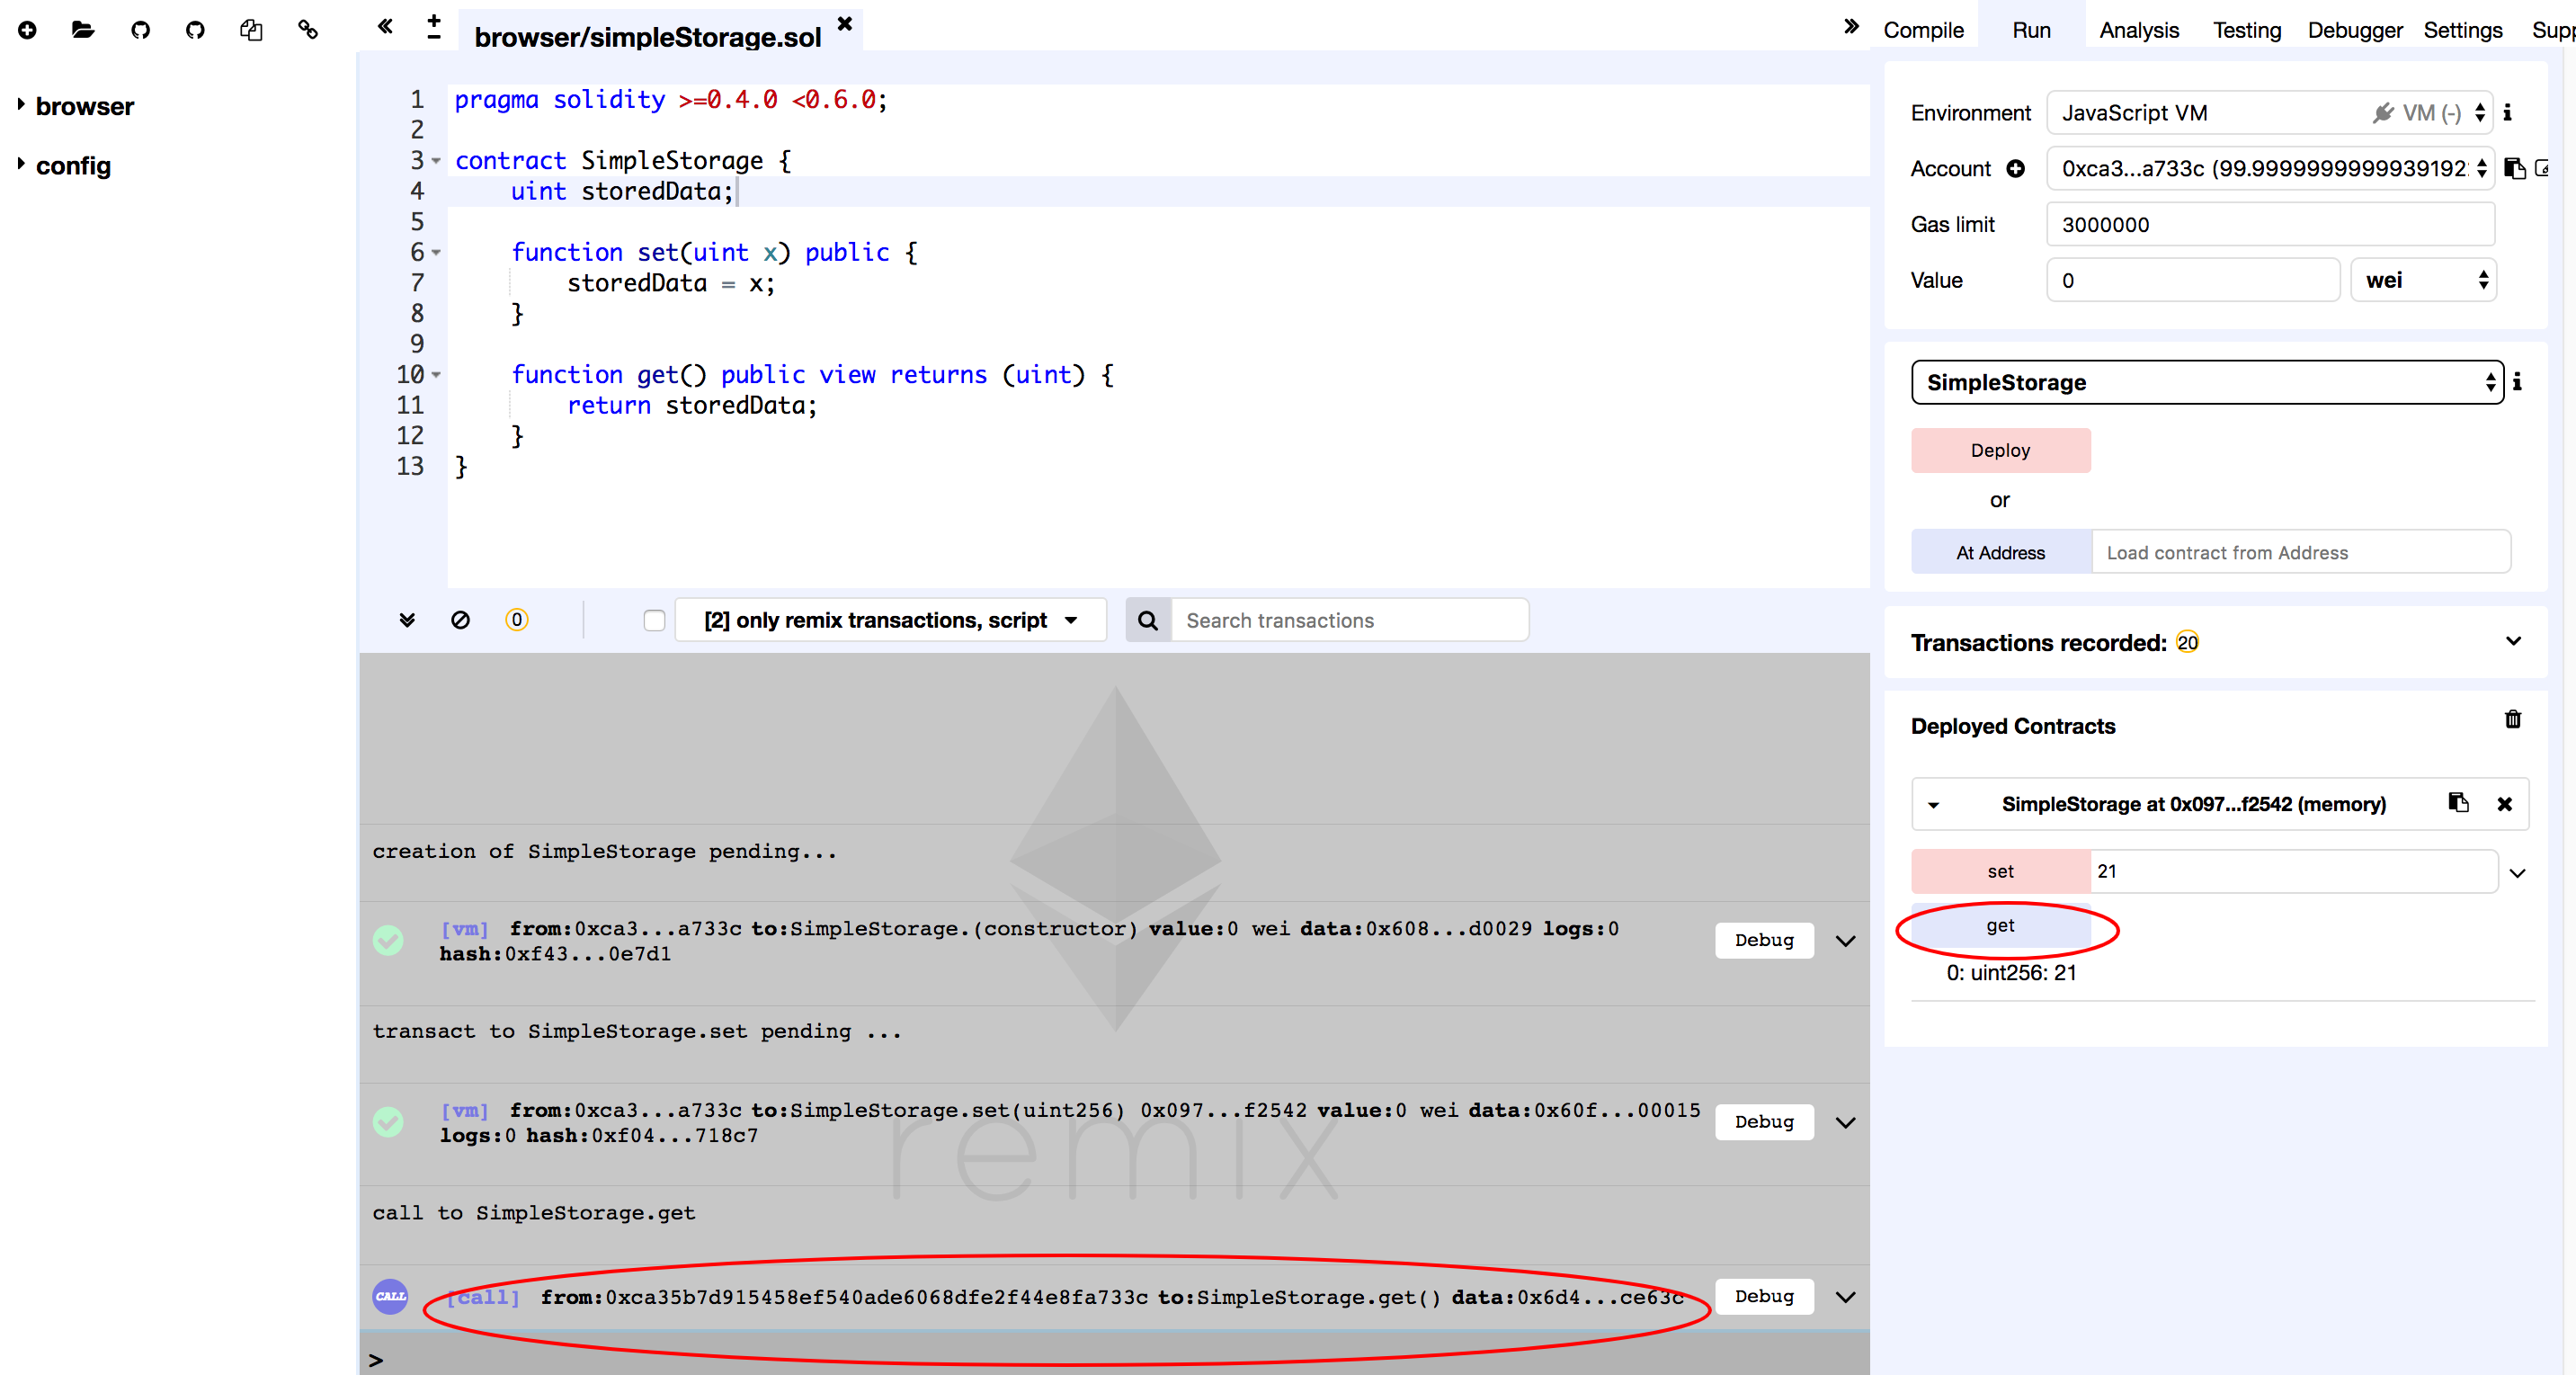 browser/simpleStorage.sol
Compile Run Analysis Testing Debugger Settings Supp
browser
config
1 pragma solidity >=0.4.0 <0.6.0;
2
3 contract SimpleStorage {
4 uint storedData;
5
6 function set(uint x) public {
7 storedData = x;
8 }
9
10 function get() public view returns (uint) {
11 return storedData;
12 }
13 }
0 [2] only remix transactions, script Search transactions
creation of SimpleStorage pending...
[vm] from:0xca3...a733c to:SimpleStorage.(constructor) value:0 wei data:0x608...d0029 logs:0
hash:0xf43...0e7d1
Debug
transact to SimpleStorage.set pending ...
[vm] from:0xca3...a733c to:SimpleStorage.set(uint256) 0x097...f2542 value:0 wei data:0x60f...00015
logs:0 hash:0xf04...718c7
Debug
remix
call to SimpleStorage.get
CALL [call] from:0xca35b7d915458ef540ade6068dfe2f44e8fa733c to:SimpleStorage.get() data:0x6d4...ce63c
Debug
>
Environment JavaScript VM VM (-)
Account 0xca3...a733c (99.9999999999939192
Gas limit 3000000
Value 0 wei
SimpleStorage
Deploy
or
At Address Load contract from Address
Transactions recorded: 20
Deployed Contracts
SimpleStorage at 0x097...f2542 (memory)
set 21
get
0: uint256: 21